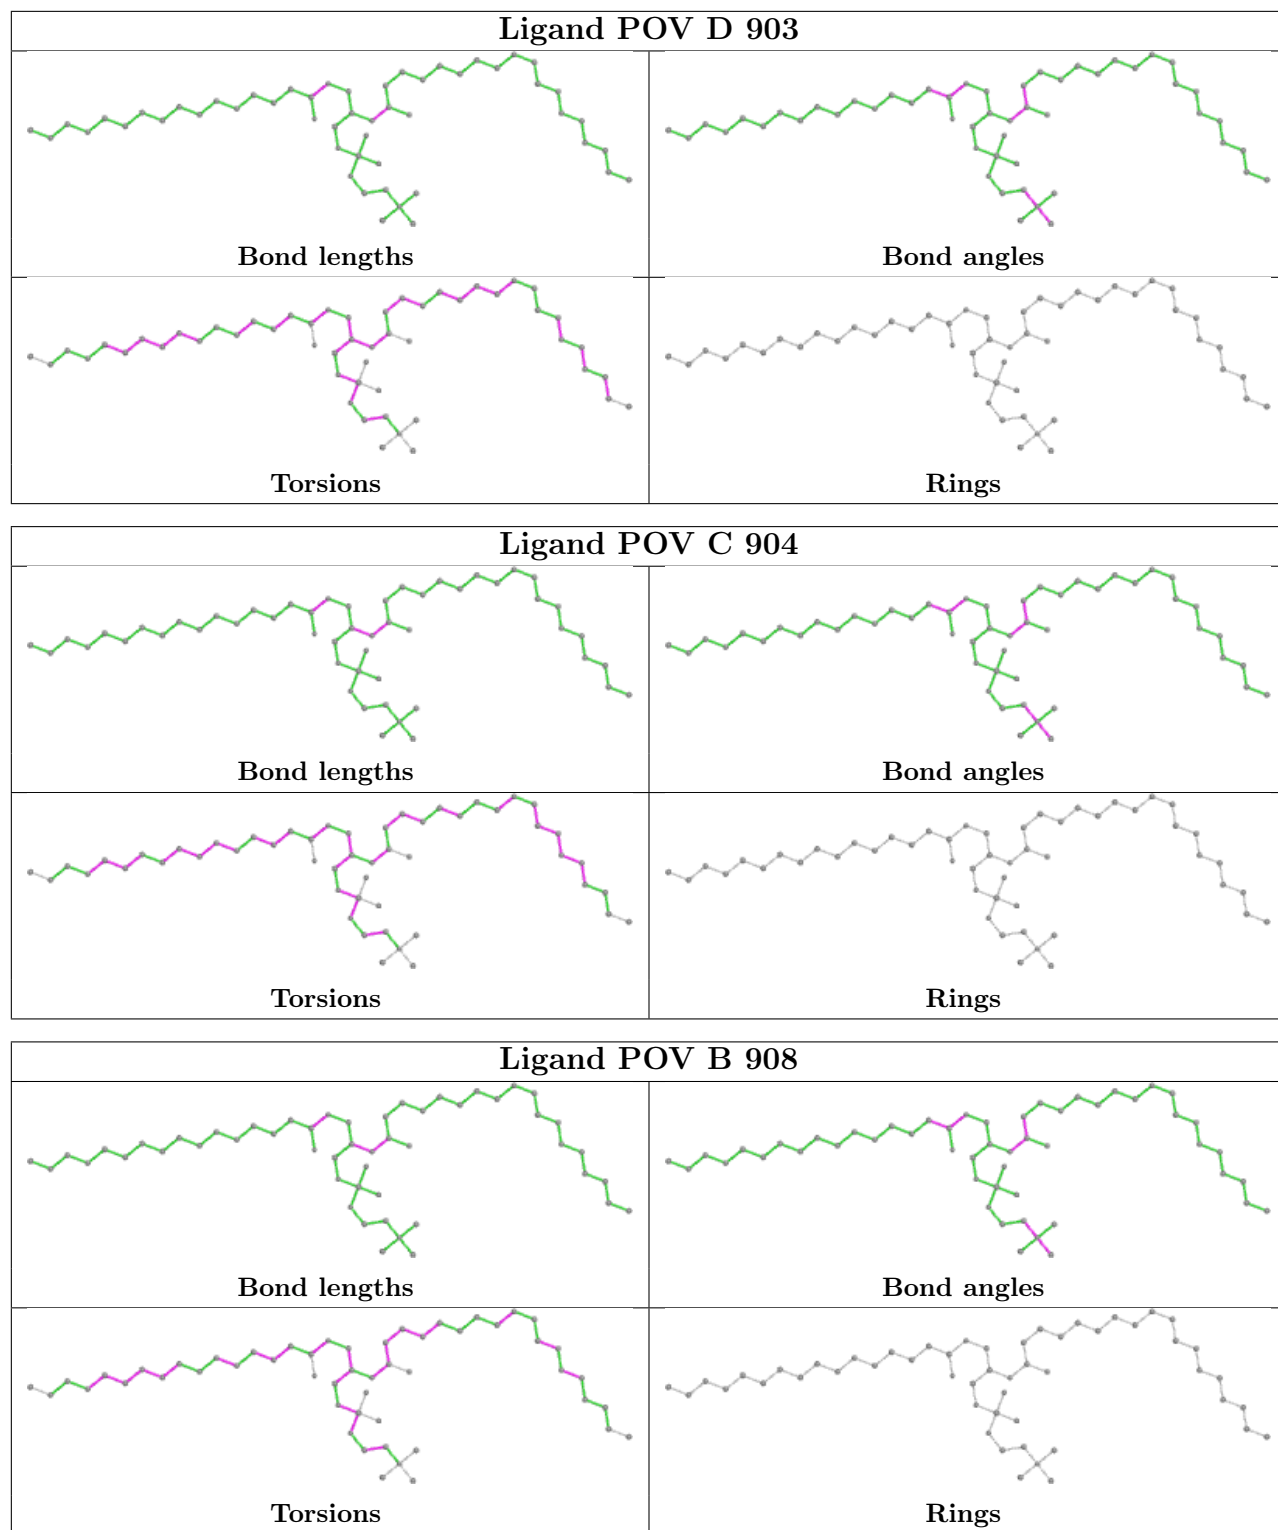 Ligand POV D 903
Bond lengths
Bond angles
Torsions
Rings
Ligand POV C 904
Bond lengths
Bond angles
Torsions
Rings
Ligand POV B 908
Bond lengths
Bond angles
Torsions
Rings